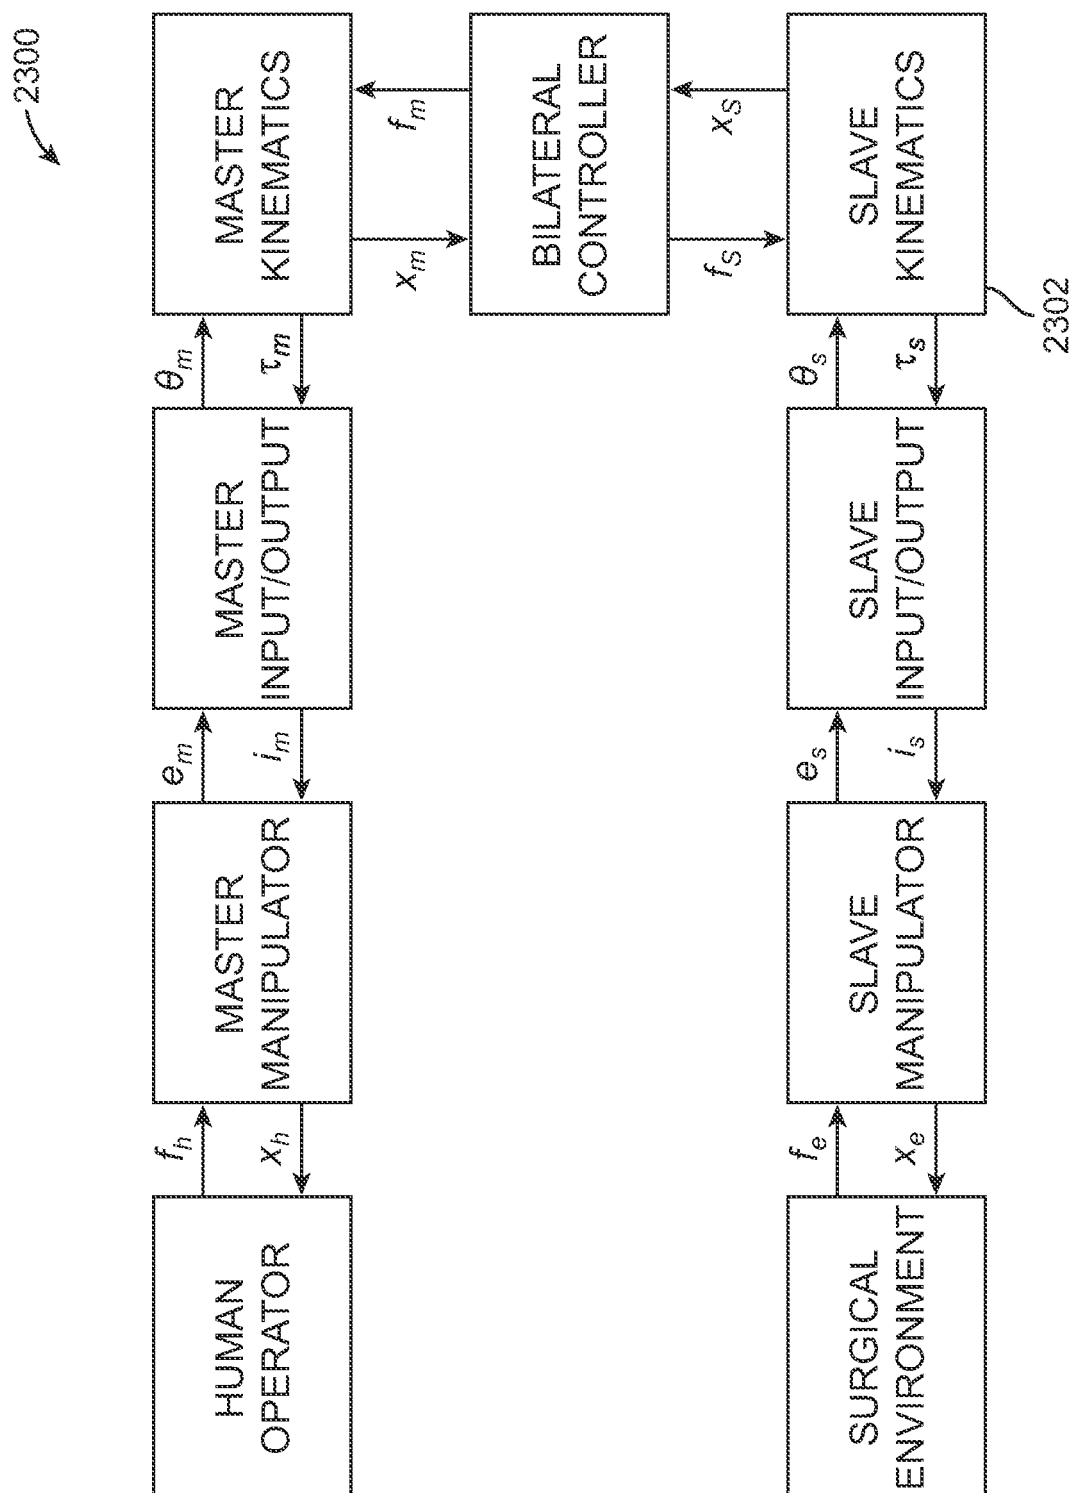 2300
HUMAN
OPERATOR
f_h
x_h
MASTER
MANIPULATOR
e_m
i_m
MASTER
INPUT/OUTPUT
θ_m
τ_m
MASTER
KINEMATICS
x_m
f_m
BILATERAL
CONTROLLER
f_s
x_s
SURGICAL
ENVIRONMENT
f_e
x_e
SLAVE
MANIPULATOR
e_s
i_s
SLAVE
INPUT/OUTPUT
θ_s
τ_s
SLAVE
KINEMATICS
2302